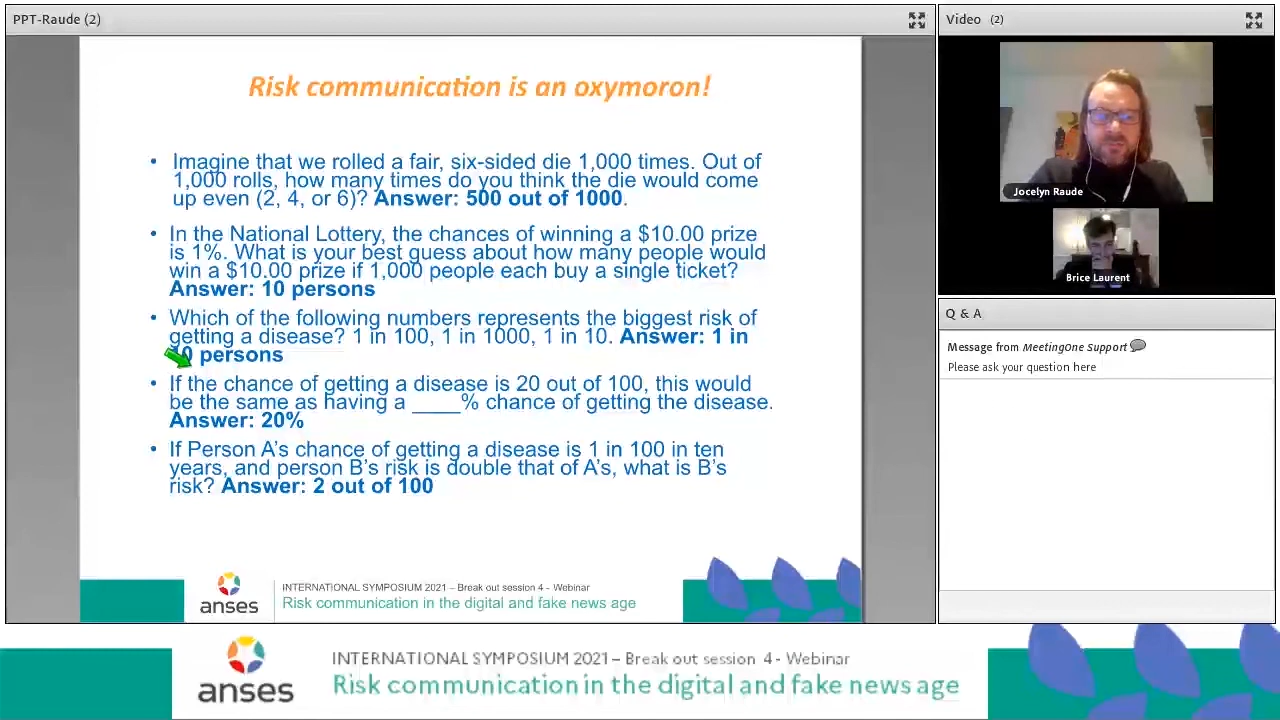 PPT-Raude (2)
Risk communication is an oxymoron!
• Imagine that we rolled a fair, six-sided die 1,000 times. Out of
1,000 rolls, how many times do you think the die would come
up even (2, 4, or 6)? Answer: 500 out of 1000.
• In the National Lottery, the chances of winning a $10.00 prize
is 1%. What is your best guess about how many people would
win a $10.00 prize if 1,000 people each buy a single ticket?
Answer: 10 persons
• Which of the following numbers represents the biggest risk of
getting a disease? 1 in 100, 1 in 1000, 1 in 10. Answer: 1 in
10 persons
• If the chance of getting a disease is 20 out of 100, this would
be the same as having a ____% chance of getting the disease.
Answer: 20%
• If Person A's chance of getting a disease is 1 in 100 in ten
years, and person B's risk is double that of A's, what is B's
risk? Answer: 2 out of 100
anses
INTERNATIONAL SYMPOSIUM 2021 – Break out session 4 - Webinar
Risk communication in the digital and fake news age
Video (2)
Jocelyn Raude
Brice Laurent
Q & A
Message from MeetingOne Support
Please ask your question here
anses
INTERNATIONAL SYMPOSIUM 2021 – Break out session 4 - Webinar
Risk communication in the digital and fake news age